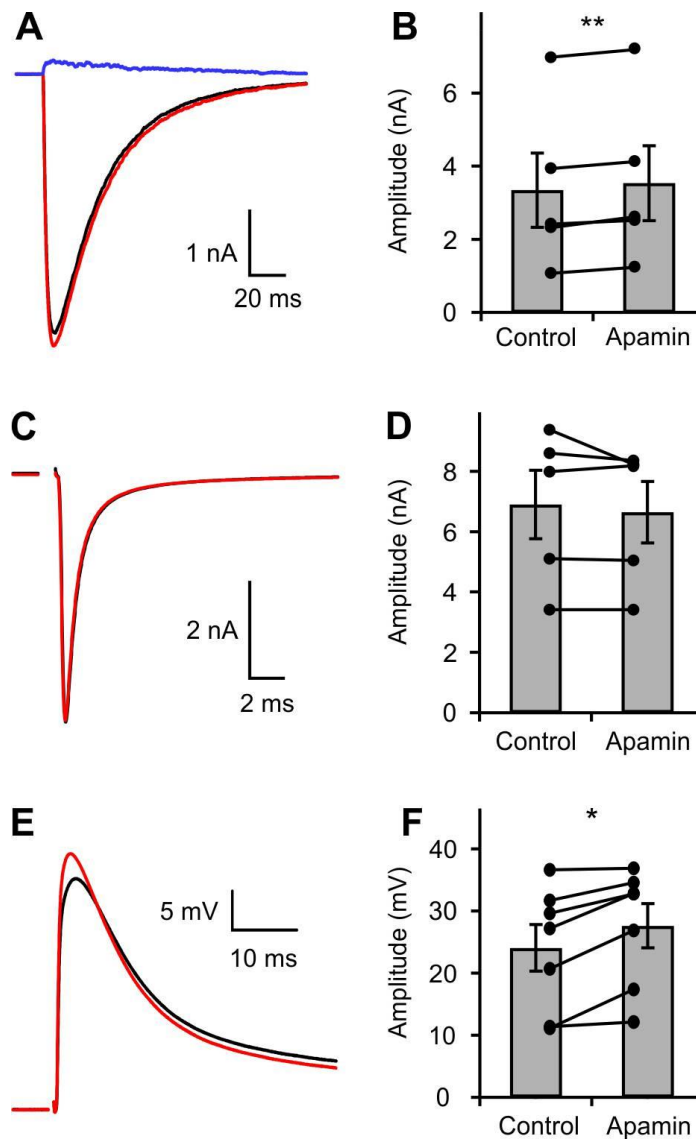 A
1 nA
20 ms
B
**
Amplitude (nA)
6
4
2
0
Control Apamin
C
2 nA
2 ms
D
Amplitude (nA)
8
6
4
2
0
Control Apamin
E
5 mV
10 ms
F
*
Amplitude (mV)
40
30
20
10
0
Control Apamin